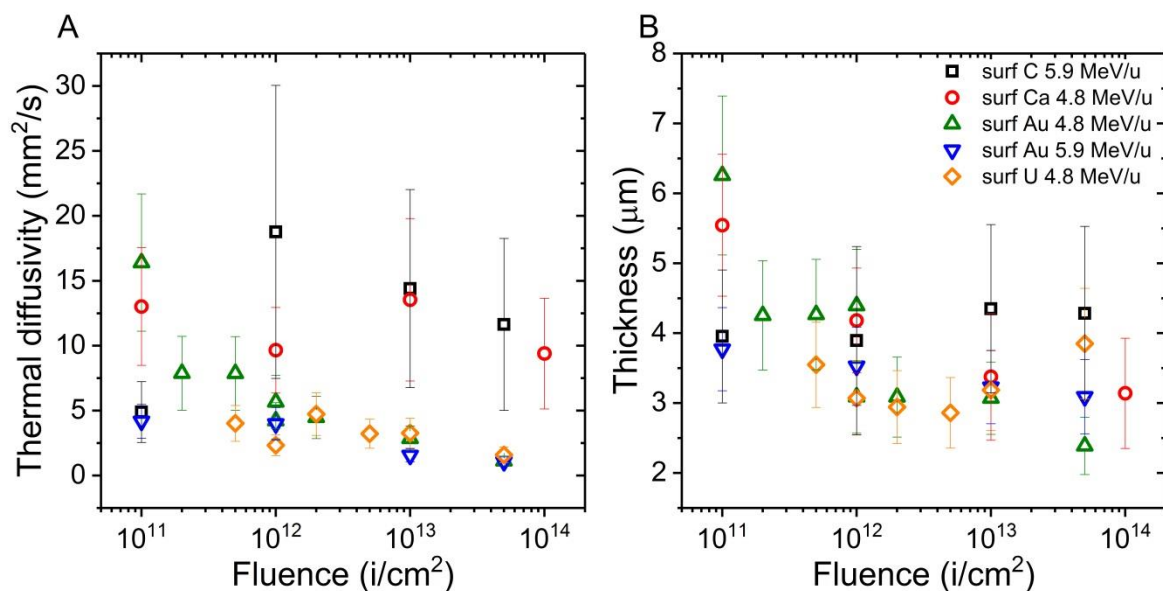 A
Thermal diffusivity (mm²/s)
30
25
20
15
10
5
0
10¹¹
10¹²
10¹³
10¹⁴
Fluence (i/cm²)
B
Thickness (μm)
8
7
6
5
4
3
2
surf C 5.9 MeV/u
surf Ca 4.8 MeV/u
surf Au 4.8 MeV/u
surf Au 5.9 MeV/u
surf U 4.8 MeV/u
10¹¹
10¹²
10¹³
10¹⁴
Fluence (i/cm²)